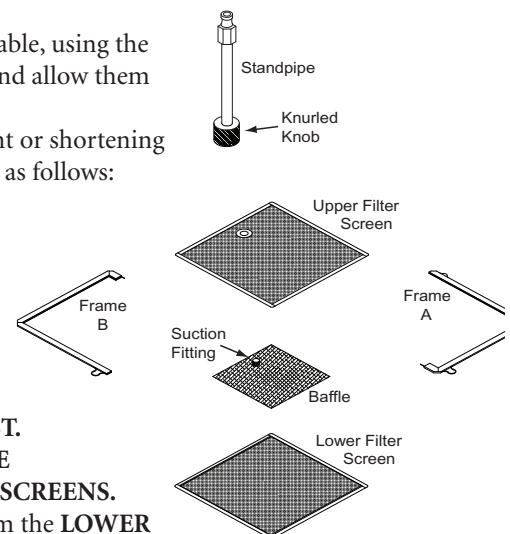 able, using the
nd allow them
nt or shortening
as follows:
Standpipe
Knurled
Knob
Upper Filter
Screen
Frame
B
Frame
A
Suction
Fitting
Baffle
Lower Filter
Screen
T.
E
SCREENS.
m the LOWER